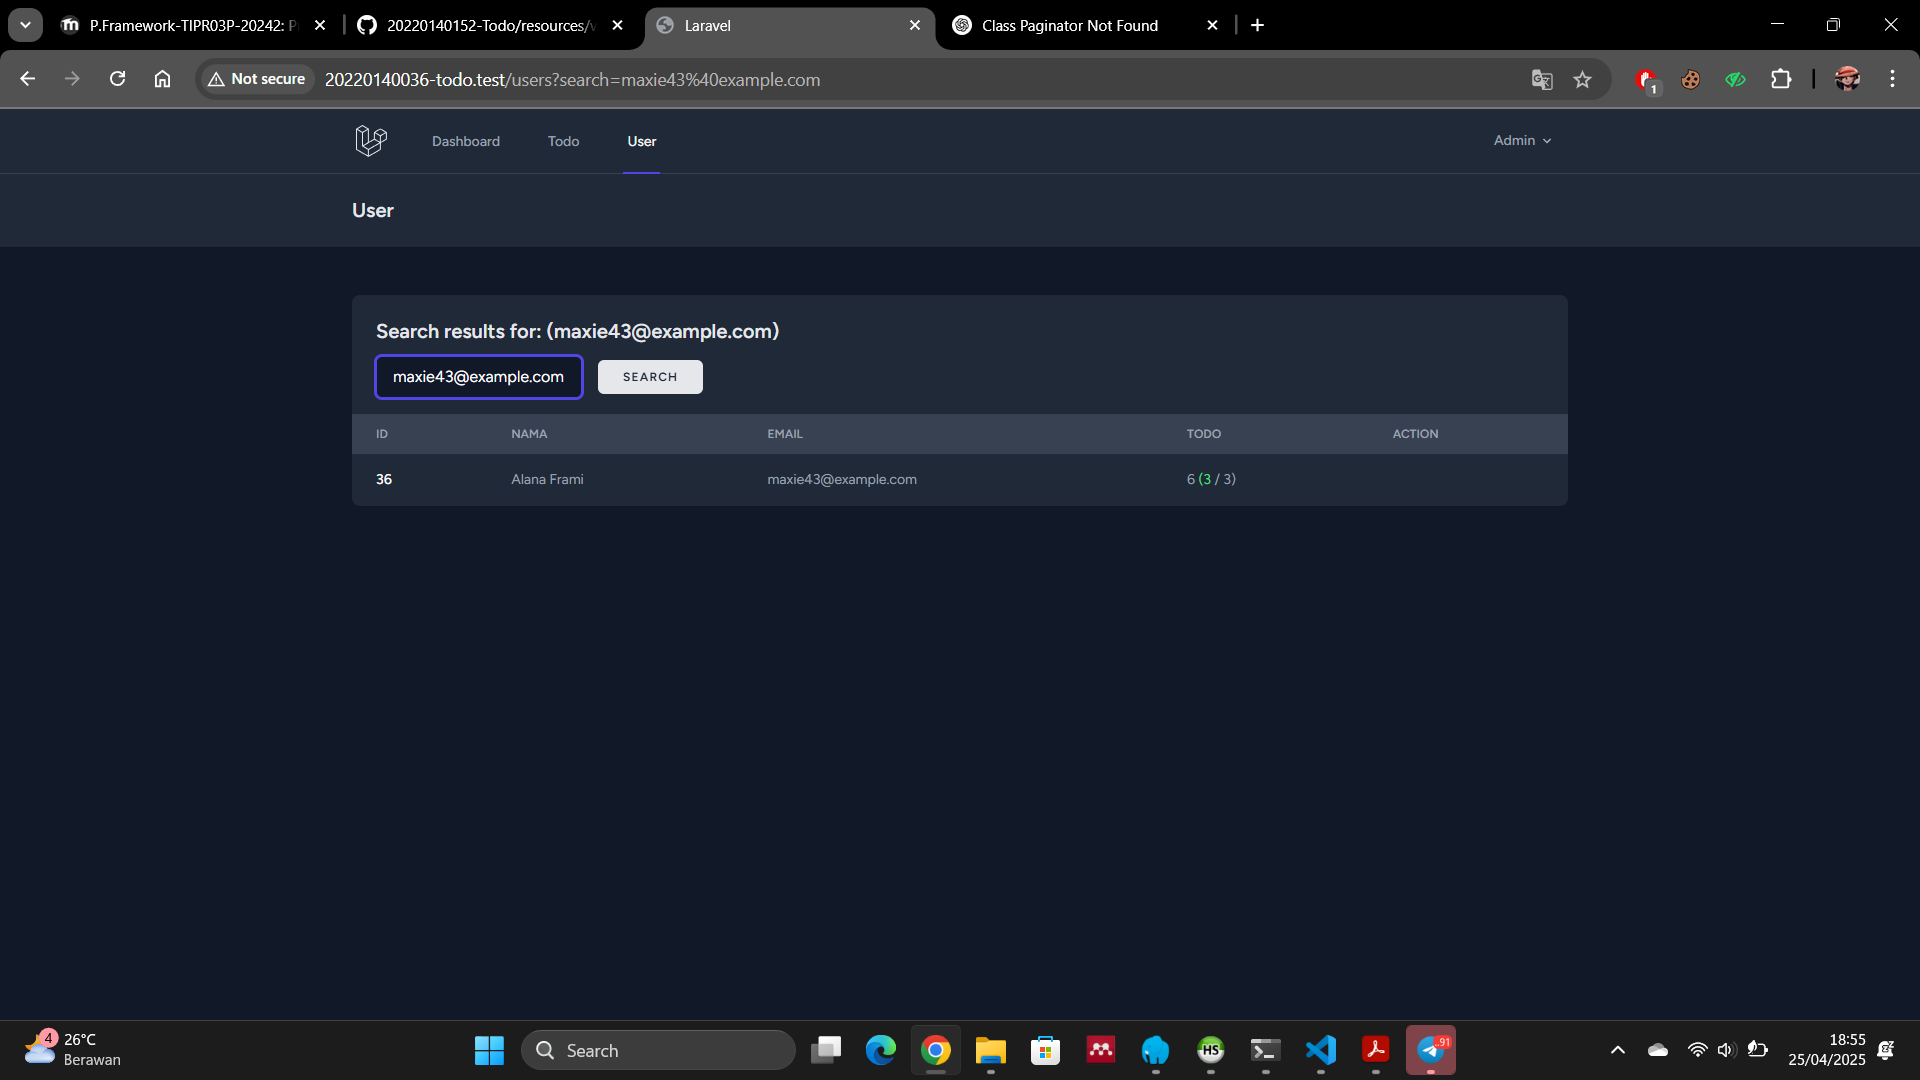 P.Framework-TIPR03P-20242: P
20220140152-Todo/resources/v
Laravel
Class Paginator Not Found
Not secure
20220140036-todo.test/users?search=maxie43%40example.com
1
Dashboard
Todo
User
Admin
User
Search results for: (maxie43@example.com)
maxie43@example.com
SEARCH
ID NAMA EMAIL TODO ACTION
36 Alana Frami maxie43@example.com 6 (3 / 3)
4
26°C
Berawan
Search
HS
..91
18:55
25/04/2025